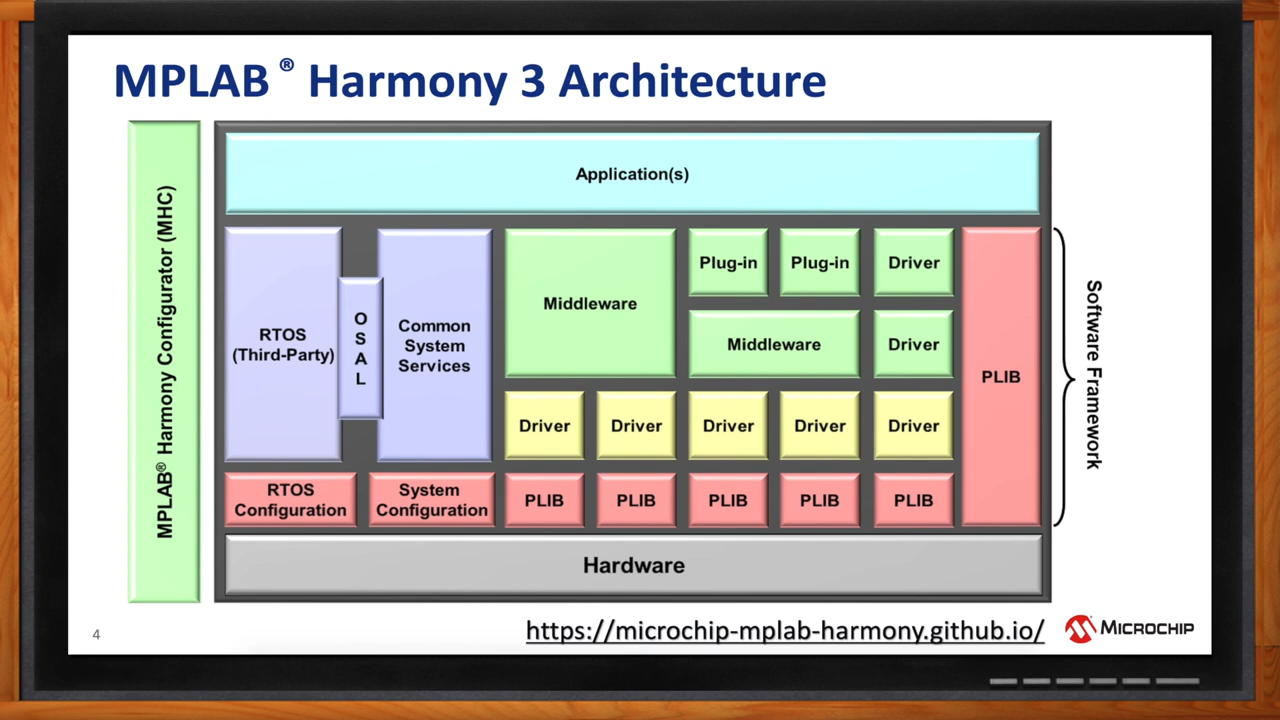 MPLAB® Harmony 3 Architecture
MPLAB® Harmony Configurator (MHC)
Application(s)
RTOS
(Third-Party)
O
S
A
L
Common
System
Services
Middleware
Plug-in
Plug-in
Driver
Middleware
Driver
PLIB
Driver
Driver
Driver
Driver
Driver
RTOS
Configuration
System
Configuration
PLIB
PLIB
PLIB
PLIB
PLIB
Hardware
Software Framework
4
https://microchip-mplab-harmony.github.io/
MICROCHIP